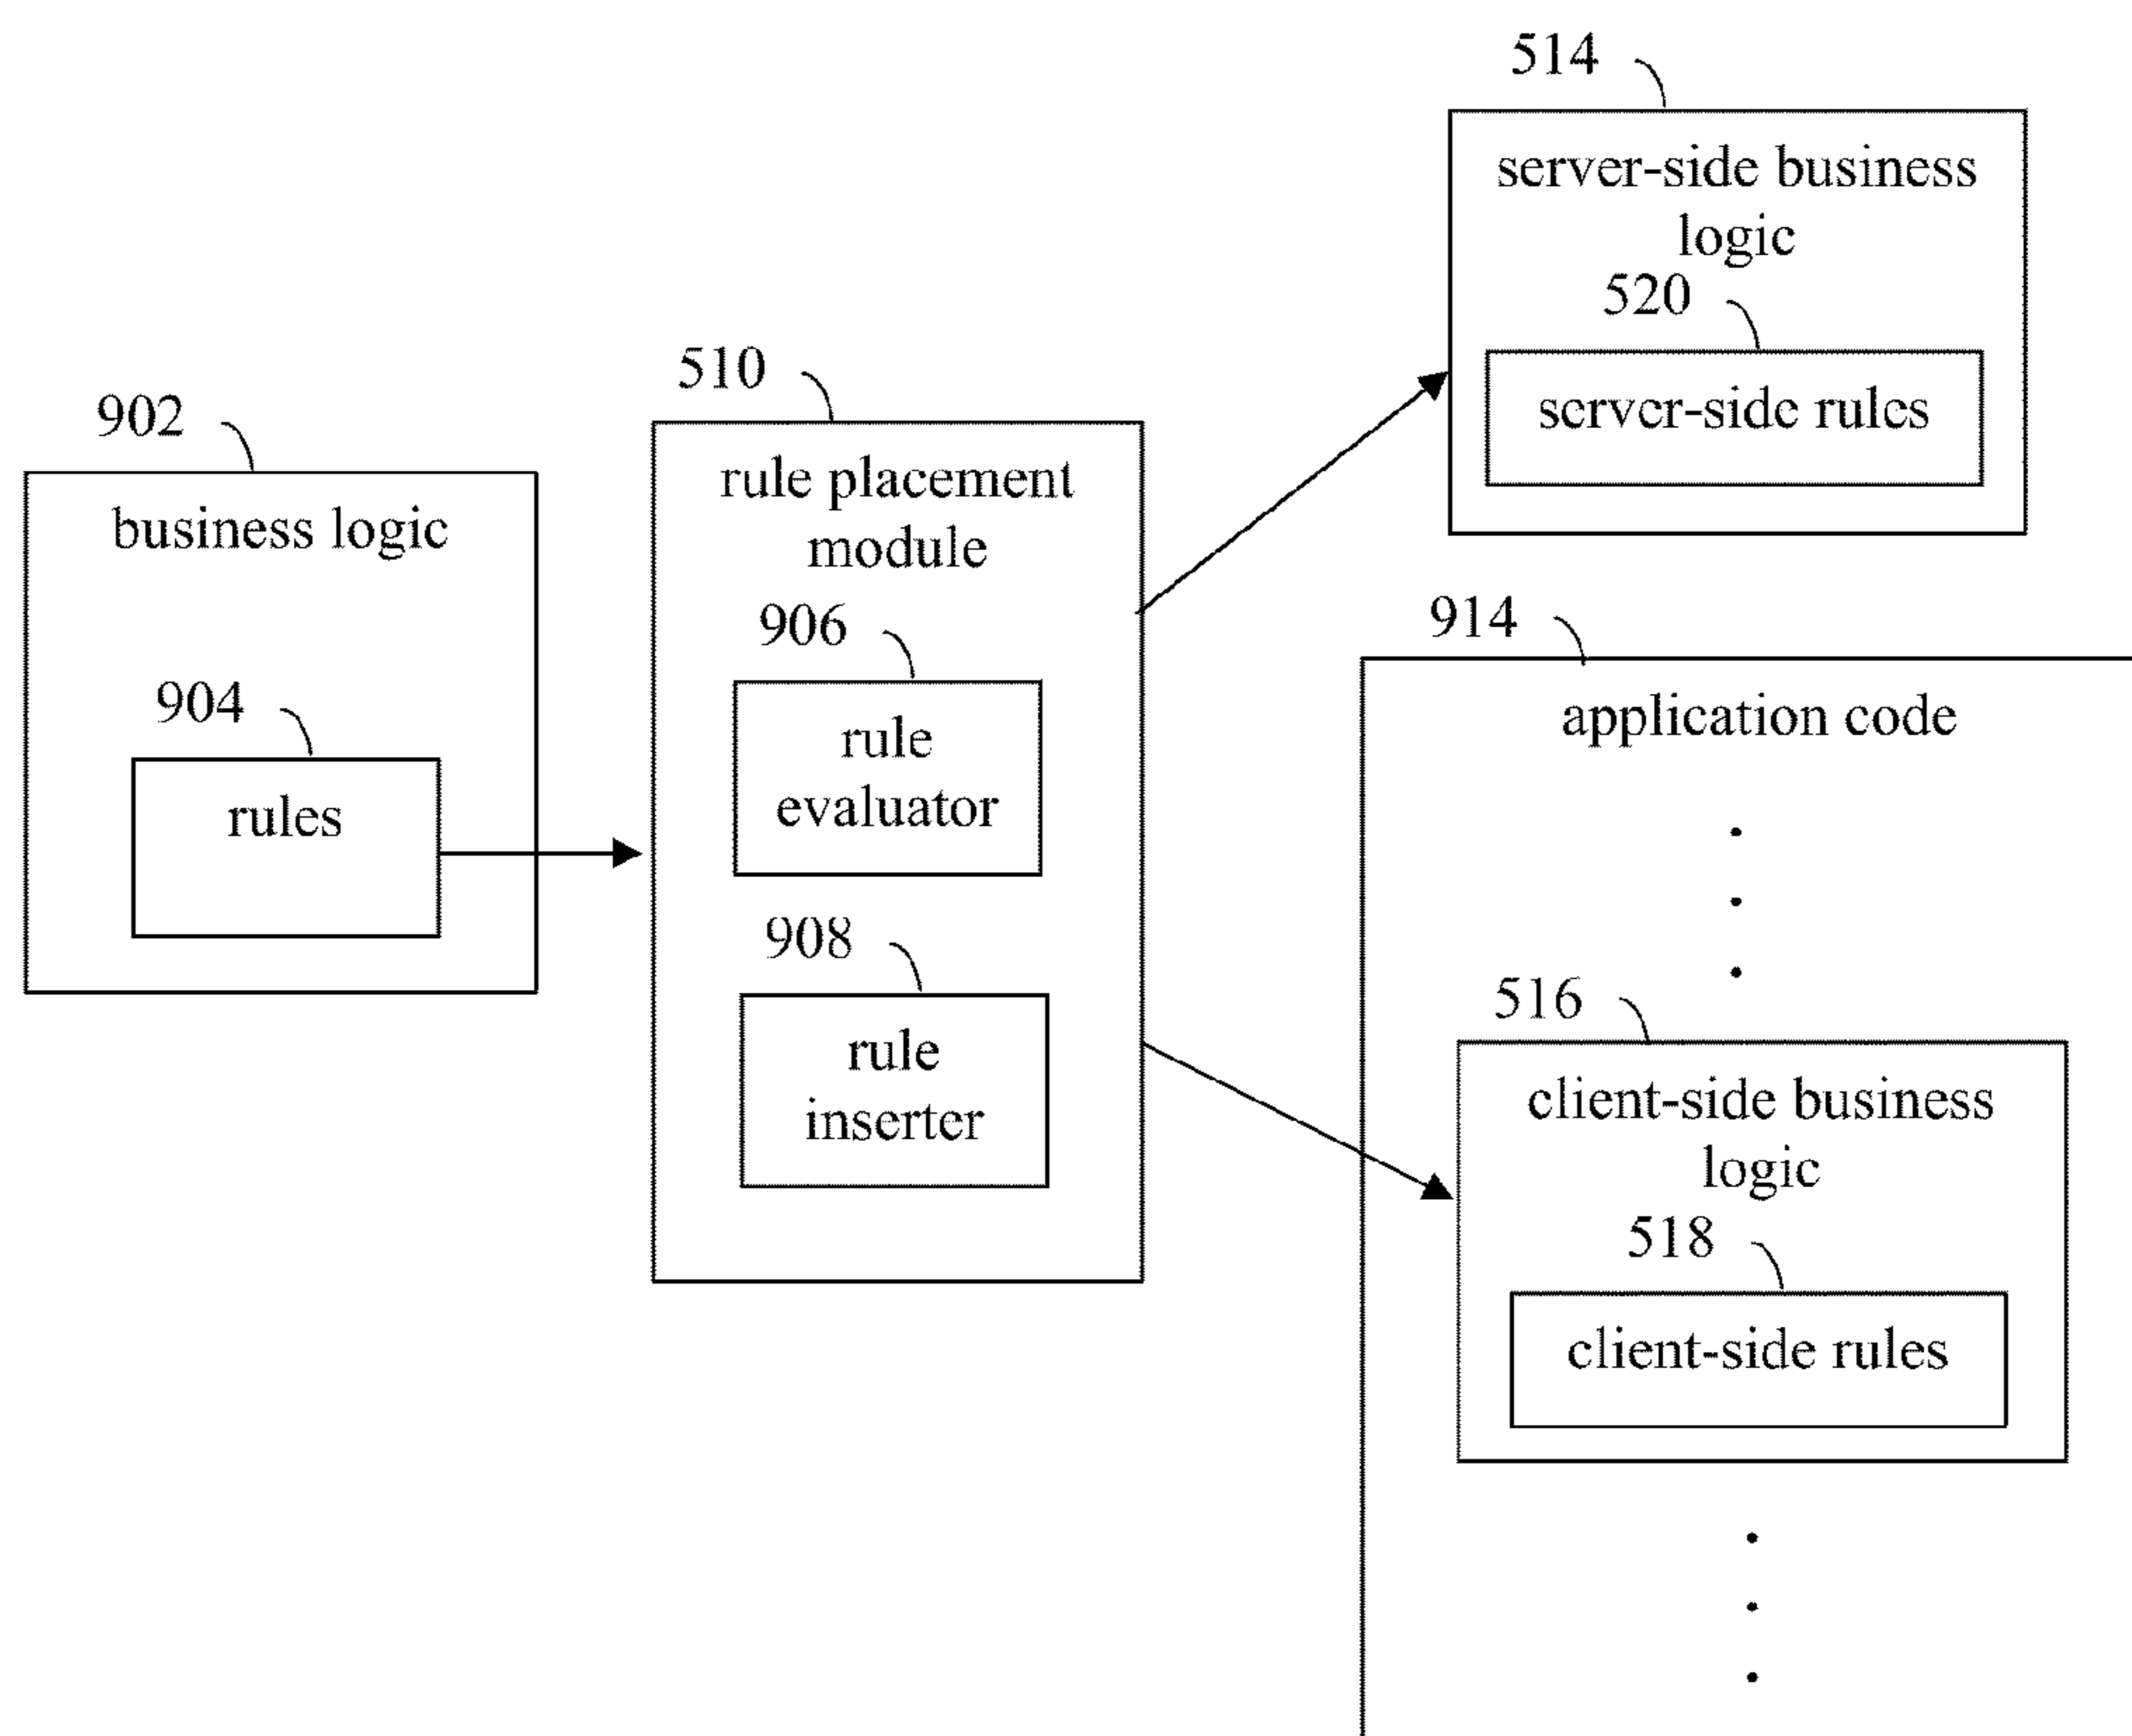 902
business logic
904
rules
510
rule placement
module
906
rule
evaluator
908
rule
inserter
514
server-side business
logic
520
server-side rules
914
application code
516
client-side business
logic
518
client-side rules